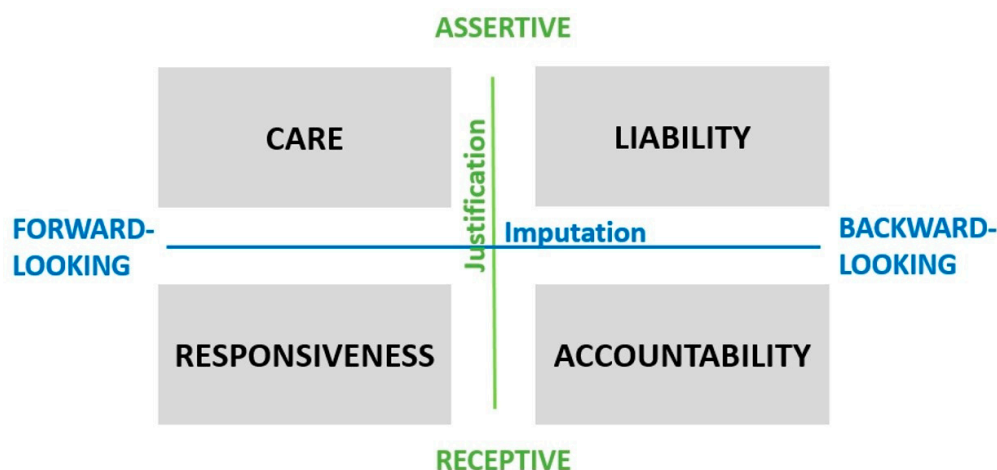 ASSERTIVE
CARE
LIABILITY
Justification
FORWARD-
LOOKING
Imputation
BACKWARD-
LOOKING
RESPONSIVENESS
ACCOUNTABILITY
RECEPTIVE